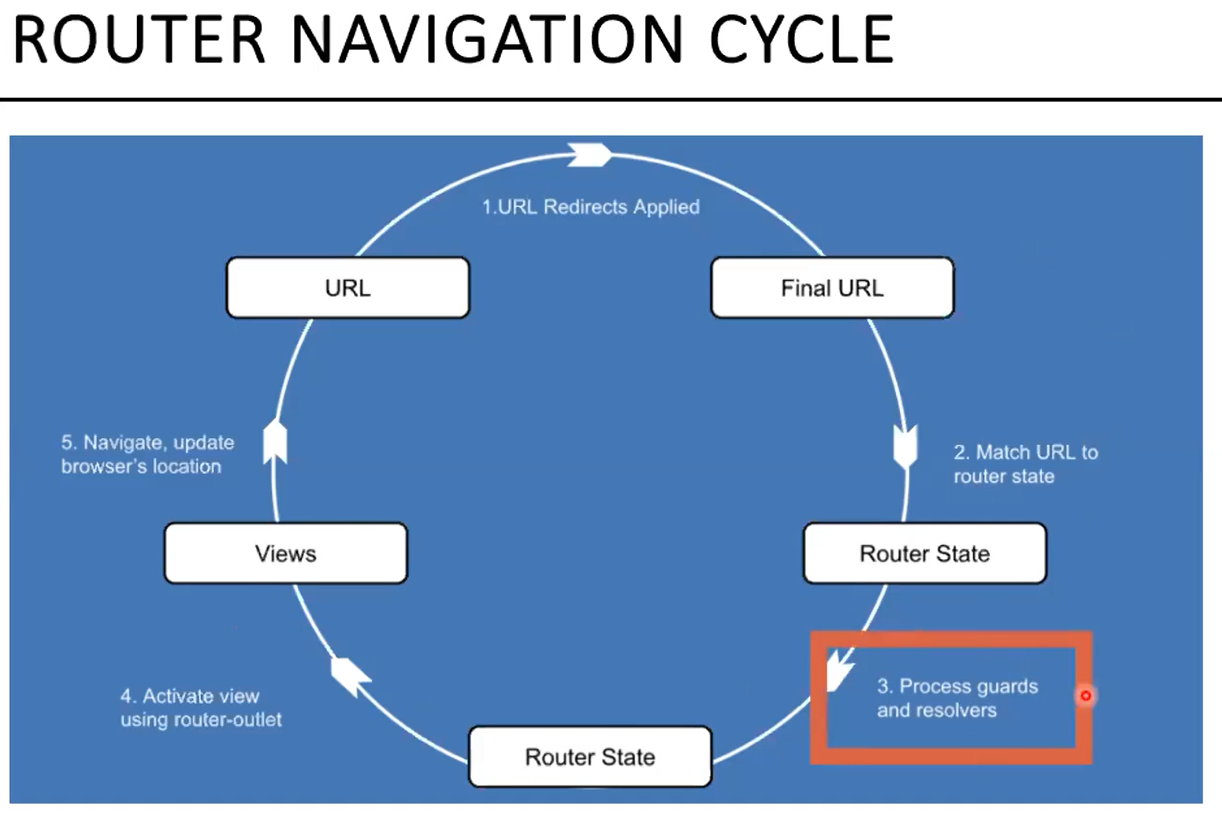 ROUTER NAVIGATION CYCLE
1.URL Redirects Applied
URL
Final URL
5. Navigate, update
browser's location
2. Match URL to
router state
Views
Router State
3. Process guards
and resolvers
4. Activate view
using router-outlet
Router State